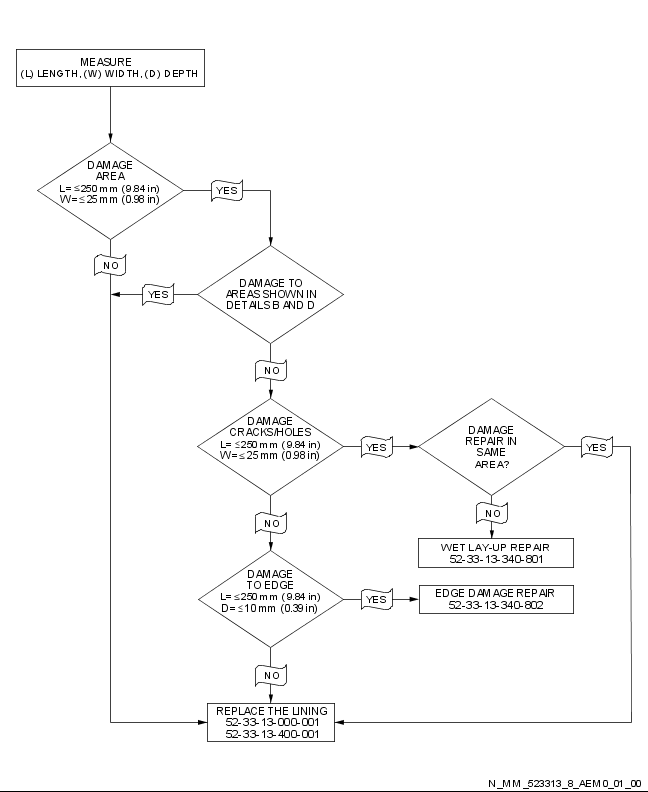 MEASURE
(L) LENGTH, (W) WIDTH, (D) DEPTH
DAMAGE
AREA
L=≤250 mm (9.84 in)
W=≤25 mm (0.98 in)
YES
NO
DAMAGE TO
AREAS SHOWN IN
DETAILS B AND D
YES
NO
DAMAGE
CRACKS/HOLES
L=≤250 mm (9.84 in)
W=≤25 mm (0.98 in)
YES
DAMAGE
REPAIR IN
SAME
AREA?
YES
NO
NO
WET LAY-UP REPAIR
52-33-13-340-801
DAMAGE
TO EDGE
L=≤250 mm (9.84 in)
D=≤10 mm (0.39 in)
YES
EDGE DAMAGE REPAIR
52-33-13-340-802
NO
REPLACE THE LINING
52-33-13-000-001
52-33-13-400-001
N_MM_523313_8_AEM0_01_00